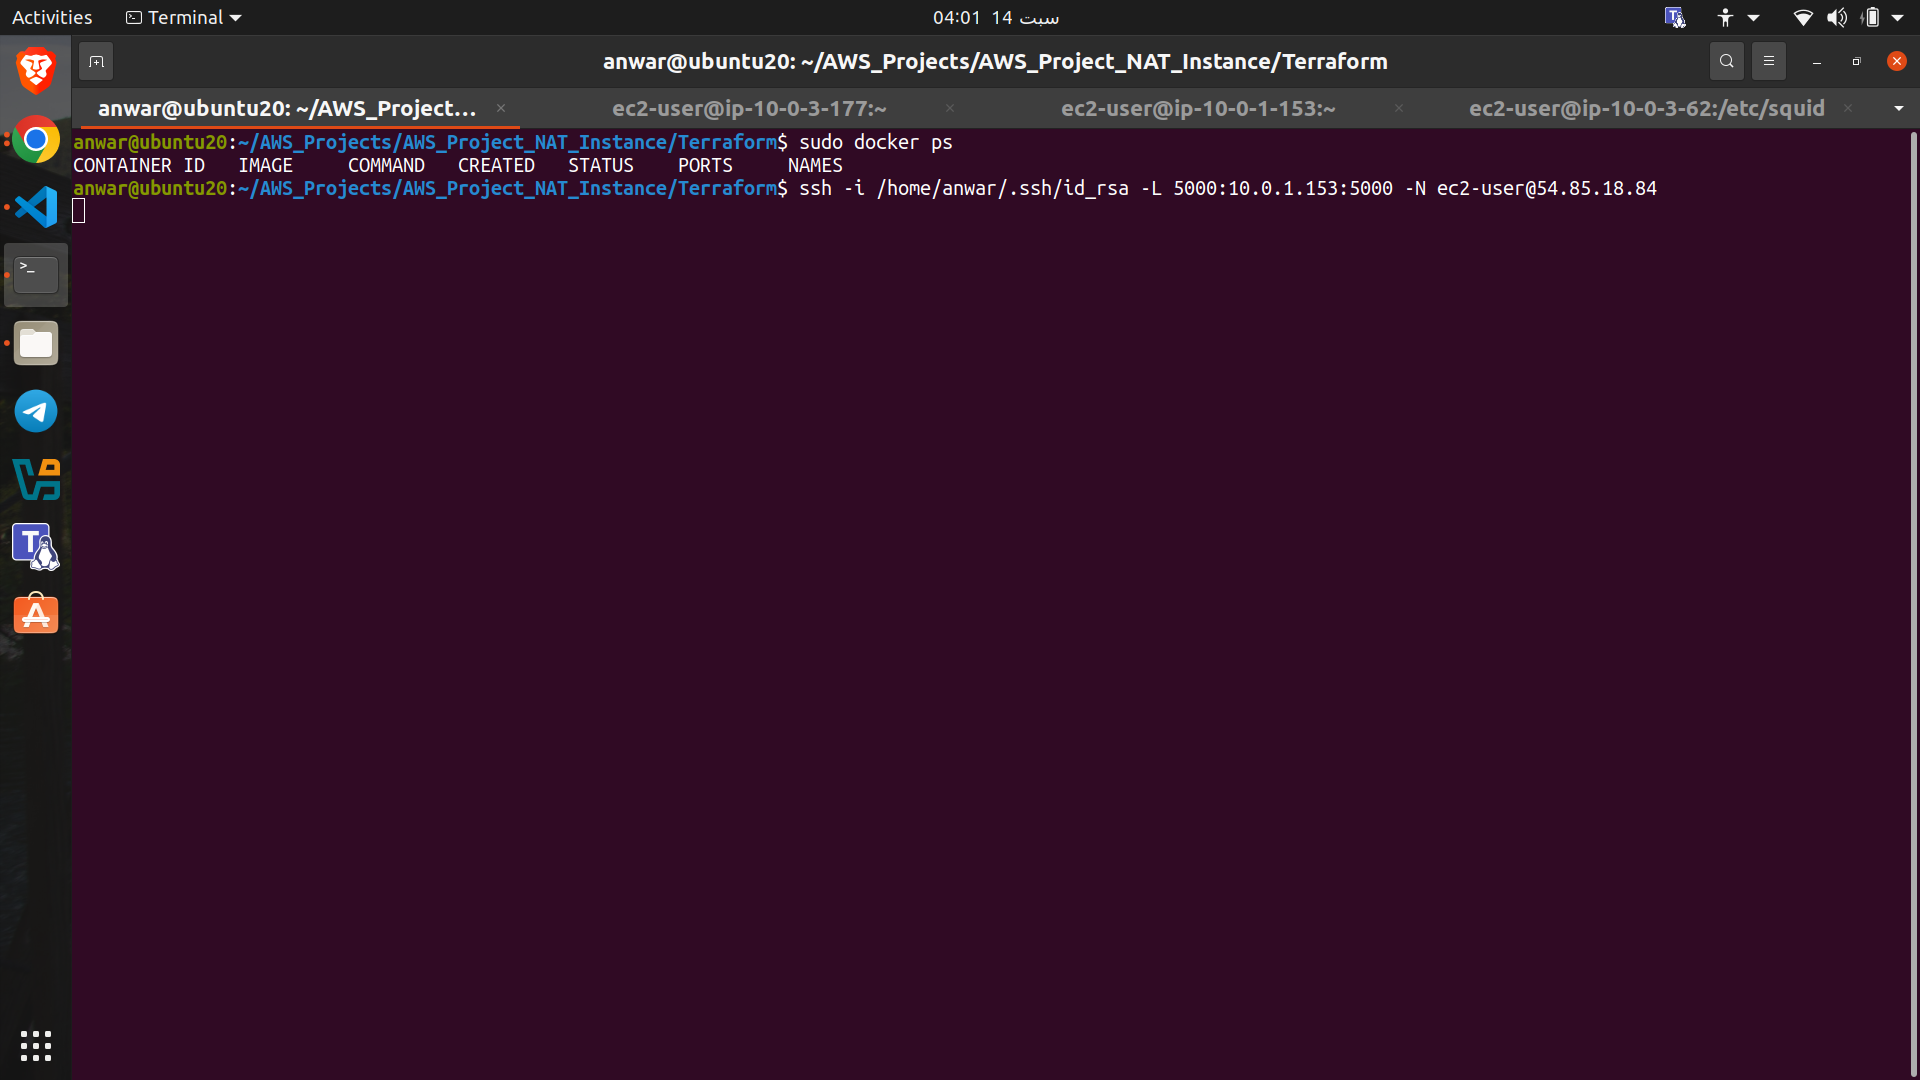 Activities
Terminal
04:01 14 سبت
anwar@ubuntu20: ~/AWS_Projects/AWS_Project_NAT_Instance/Terraform
anwar@ubuntu20: ~/AWS_Project...
ec2-user@ip-10-0-3-177:~
ec2-user@ip-10-0-1-153:~
ec2-user@ip-10-0-3-62:/etc/squid
anwar@ubuntu20:~/AWS_Projects/AWS_Project_NAT_Instance/Terraform$ sudo docker ps
CONTAINER ID IMAGE COMMAND CREATED STATUS PORTS NAMES
anwar@ubuntu20:~/AWS_Projects/AWS_Project_NAT_Instance/Terraform$ ssh -i /home/anwar/.ssh/id_rsa -L 5000:10.0.1.153:5000 -N ec2-user@54.85.18.84